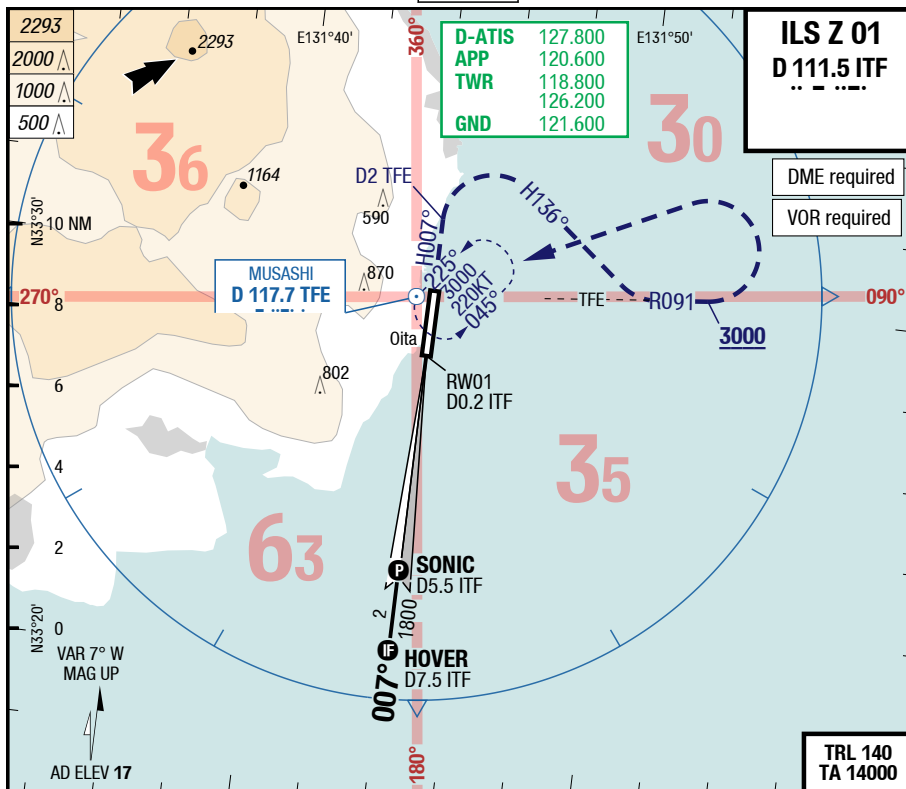 2293
2000
1000
500
2293
E131°40'
360°
D-ATIS 127.800
APP 120.600
TWR 118.800
126.200
GND 121.600
E131°50'
ILS Z 01
D 111.5 ITF
36
1164
30
DME required
VOR required
D2 TFE
H007°
H136°
590
N33°30'
10 NM
870
MUSASHI
D 117.7 TFE
225°
3000
220KT
045°
270°
8
TFE
R091
090°
3000
Oita
RW01
D0.2 ITF
802
6
4
35
63
2
SONIC
D5.5 ITF
P
2
1800
N33°20'
0
IF
HOVER
D7.5 ITF
007°
VAR 7° W
MAG UP
AD ELEV 17
180°
TRL 140
TA 14000